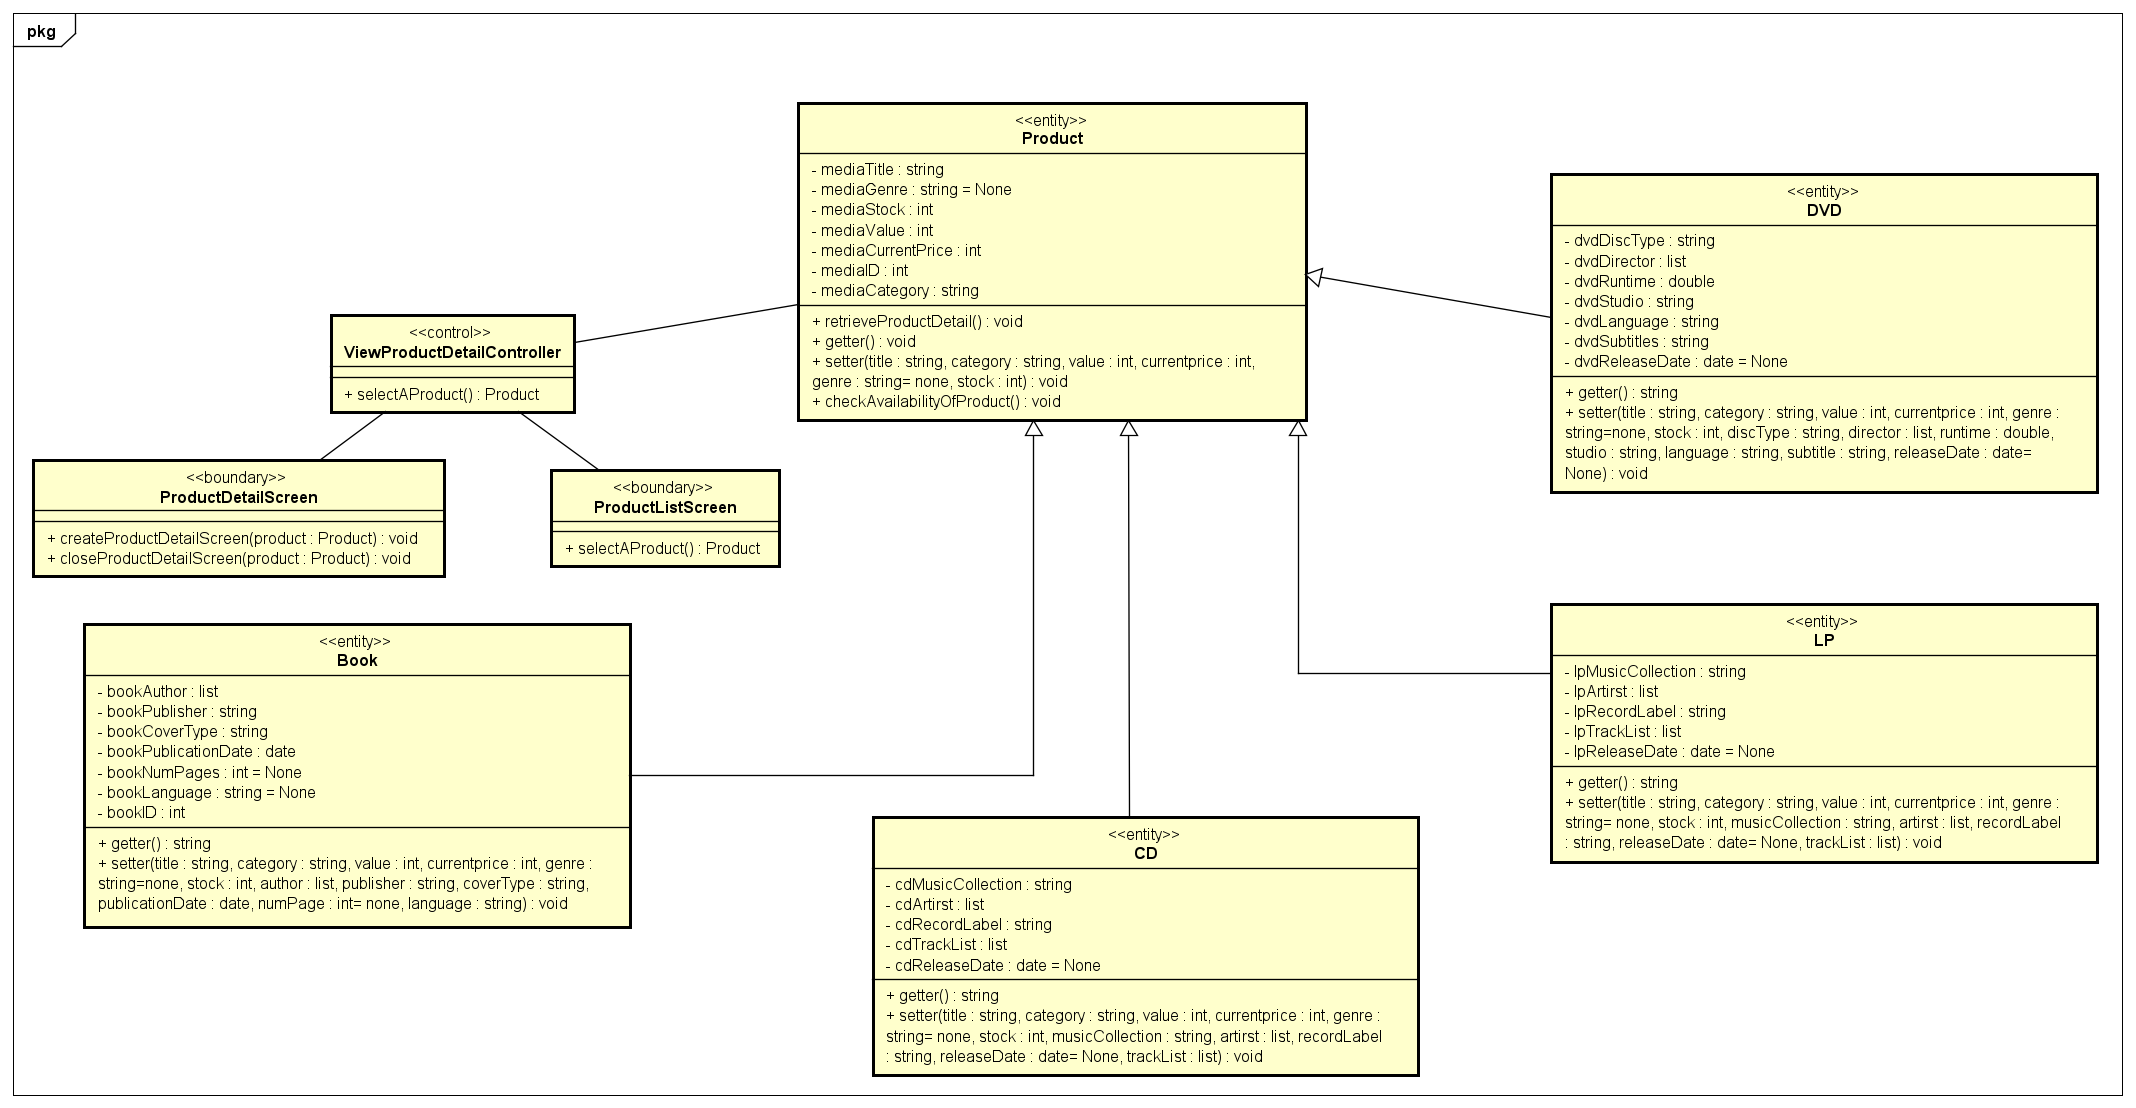 pkg
<<entity>>
Product
- mediaTitle : string
- mediaGenre : string = None
- mediaStock : int
- mediaValue : int
- mediaCurrentPrice : int
- mediaID : int
- mediaCategory : string
+ retrieveProductDetail() : void
+ getter() : void
+ setter(title : string, category : string, value : int, currentprice : int,
genre : string= none, stock : int) : void
+ checkAvailabilityOfProduct() : void
<<entity>>
DVD
- dvdDiscType : string
- dvdDirector : list
- dvdRuntime : double
- dvdStudio : string
- dvdLanguage : string
- dvdSubtitles : string
- dvdReleaseDate : date = None
+ getter() : string
+ setter(title : string, category : string, value : int, currentprice : int, genre :
string=none, stock : int, discType : string, director : list, runtime : double,
studio : string, language : string, subtitle : string, releaseDate : date=
None) : void
<<control>>
ViewProductDetailController
+ selectAProduct() : Product
<<boundary>>
ProductDetailScreen
+ createProductDetailScreen(product : Product) : void
+ closeProductDetailScreen(product : Product) : void
<<boundary>>
ProductListScreen
+ selectAProduct() : Product
<<entity>>
Book
- bookAuthor : list
- bookPublisher : string
- bookCoverType : string
- bookPublicationDate : date
- bookNumPages : int = None
- bookLanguage : string = None
- bookID : int
+ getter() : string
+ setter(title : string, category : string, value : int, currentprice : int, genre :
string=none, stock : int, author : list, publisher : string, coverType : string,
publicationDate : date, numPage : int= none, language : string) : void
<<entity>>
LP
- lpMusicCollection : string
- lpArtirst : list
- lpRecordLabel : string
- lpTrackList : list
- lpReleaseDate : date = None
+ getter() : string
+ setter(title : string, category : string, value : int, currentprice : int, genre :
string= none, stock : int, musicCollection : string, artirst : list, recordLabel
: string, releaseDate : date= None, trackList : list) : void
<<entity>>
CD
- cdMusicCollection : string
- cdArtirst : list
- cdRecordLabel : string
- cdTrackList : list
- cdReleaseDate : date = None
+ getter() : string
+ setter(title : string, category : string, value : int, currentprice : int, genre :
string= none, stock : int, musicCollection : string, artirst : list, recordLabel
: string, releaseDate : date= None, trackList : list) : void